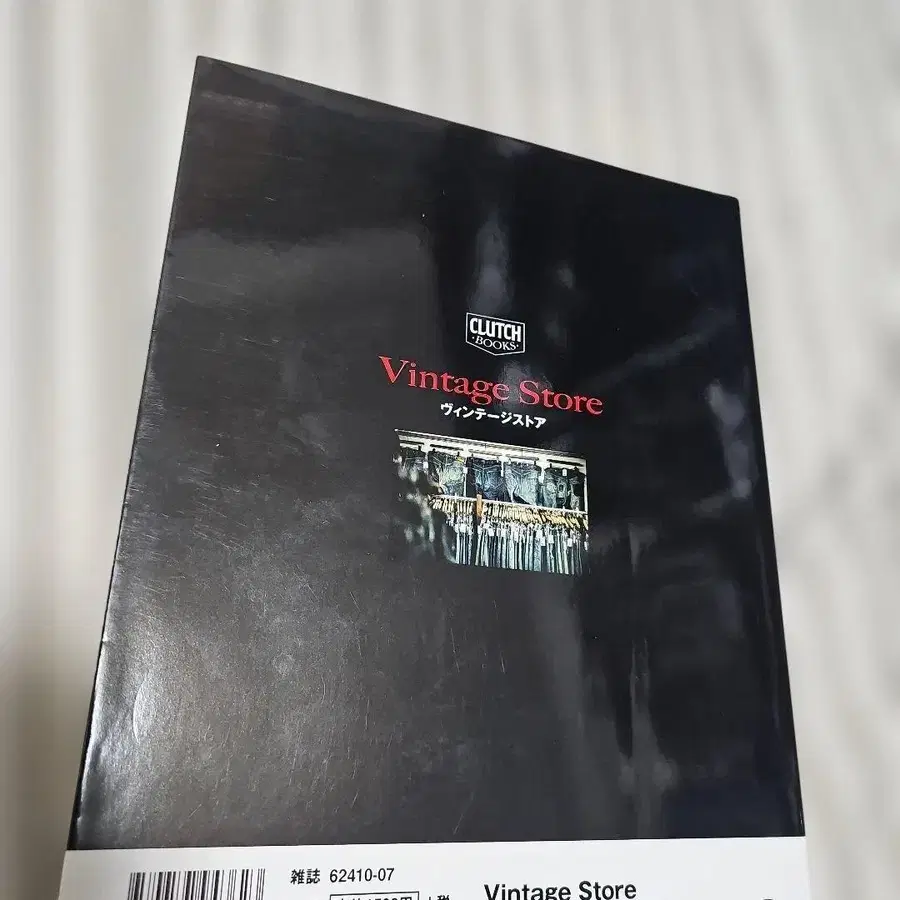 CLUTCH
·BOOKS·
Vintage Store
ヴィンテージストア
雑誌 62410-07
Vintage Store